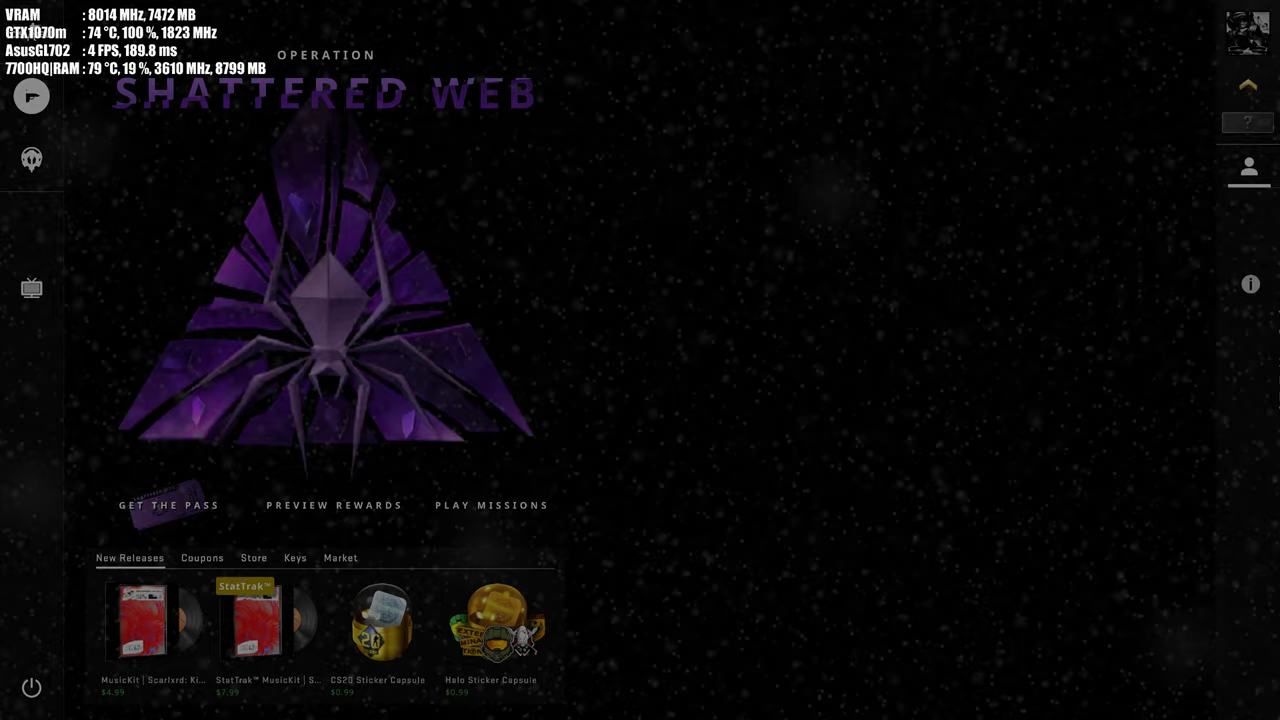 VRAM : 8014 MHz, 7472 MB
GTX1070m : 74 °C, 100 %, 1823 MHz
AsusGL702 : 4 FPS, 189.8 ms
7700HQ|RAM : 79 °C, 19 %, 3610 MHz, 8799 MB
OPERATION
SHATTERED WEB
?
GET THE PASS PREVIEW REWARDS PLAY MISSIONS
New Releases Coupons Store Keys Market
StatTrak™
MusicKit | Scarlxrd: Ki... StatTrak™ MusicKit | S... CS20 Sticker Capsule Halo Sticker Capsule
$4.99 $7.99 $0.99 $0.99